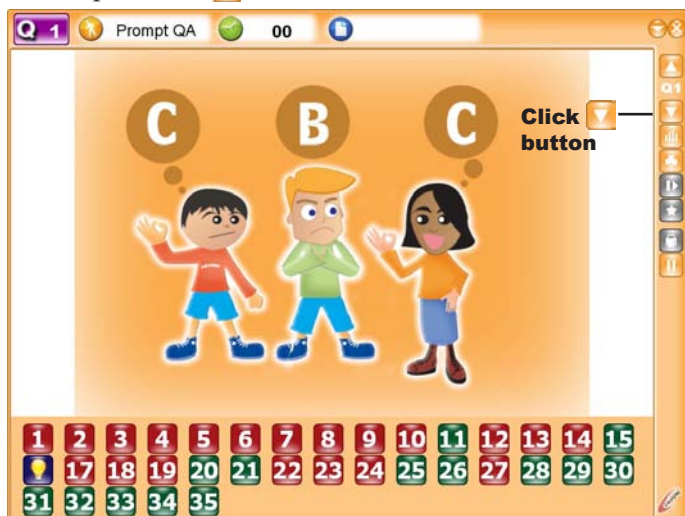 Q 1 Prompt QA 00
Q1
C B C
Click
button
1 2 3 4 5 6 7 8 9 10 11 12 13 14 15
17 18 19 20 21 22 23 24 25 26 27 28 29 30
31 32 33 34 35